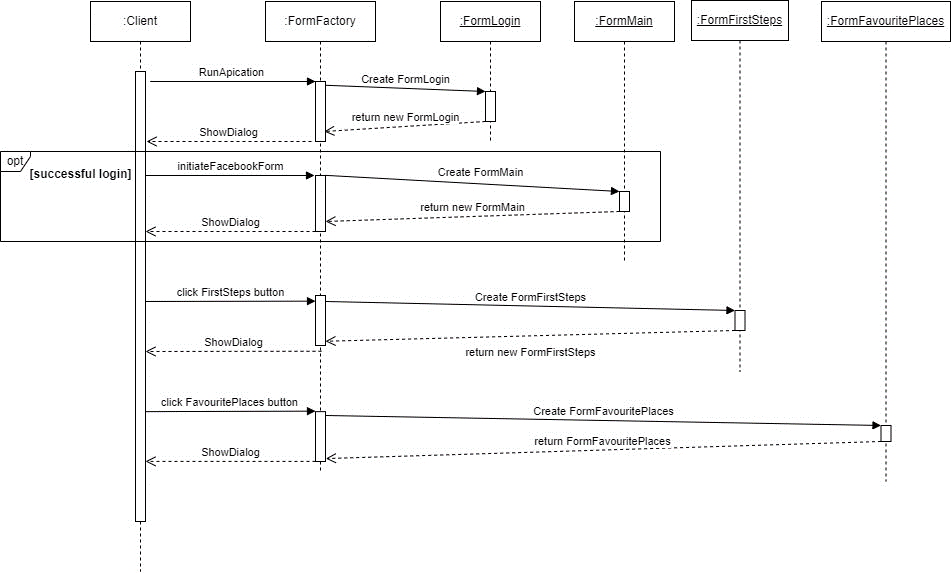 :Client
:FormFactory
:FormLogin
:FormMain
:FormFirstSteps
:FormFavouritePlaces
RunApication
Create FormLogin
return new FormLogin
ShowDialog
opt
[successful login]
initiateFacebookForm
Create FormMain
return new FormMain
ShowDialog
click FirstSteps button
Create FormFirstSteps
ShowDialog
return new FormFirstSteps
click FavouritePlaces button
Create FormFavouritePlaces
return FormFavouritePlaces
ShowDialog